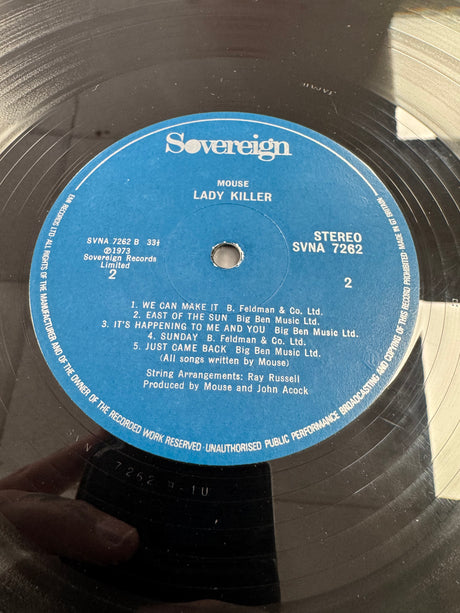 Sovereign
MOUSE
LADY KILLER
SVNA 7262 B 33⅓
℗1973
Sovereign Records
Limited
2
STEREO
SVNA 7262
2
1. WE CAN MAKE IT B. Feldman & Co. Ltd.
2. EAST OF THE SUN Big Ben Music Ltd.
3. IT'S HAPPENING TO ME AND YOU Big Ben Music Ltd.
4. SUNDAY B. Feldman & Co. Ltd.
5. JUST CAME BACK Big Ben Music Ltd.
(All songs written by Mouse)
String Arrangements: Ray Russell
Produced by Mouse and John Acock
EMI RECORDS LTD ALL RIGHTS OF THE MANUFACTURER AND OF THE OWNER OF THE RECORDED WORK RESERVED·UNAUTHORISED PUBLIC PERFORMANCE BROADCASTING AND COPYING OF THIS RECORD PROHIBITED MADE IN GT BRITAIN
7262